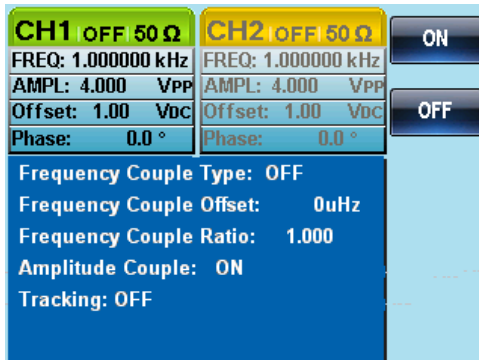 CH1 OFF 50 Ω
FREQ: 1.000000 kHz
AMPL: 4.000 VPP
Offset: 1.00 VDC
Phase: 0.0 °
CH2 OFF 50 Ω
FREQ: 1.000000 kHz
AMPL: 4.000 VPP
Offset: 1.00 VDC
Phase: 0.0 °
ON
OFF
Frequency Couple Type: OFF
Frequency Couple Offset: 0uHz
Frequency Couple Ratio: 1.000
Amplitude Couple: ON
Tracking: OFF